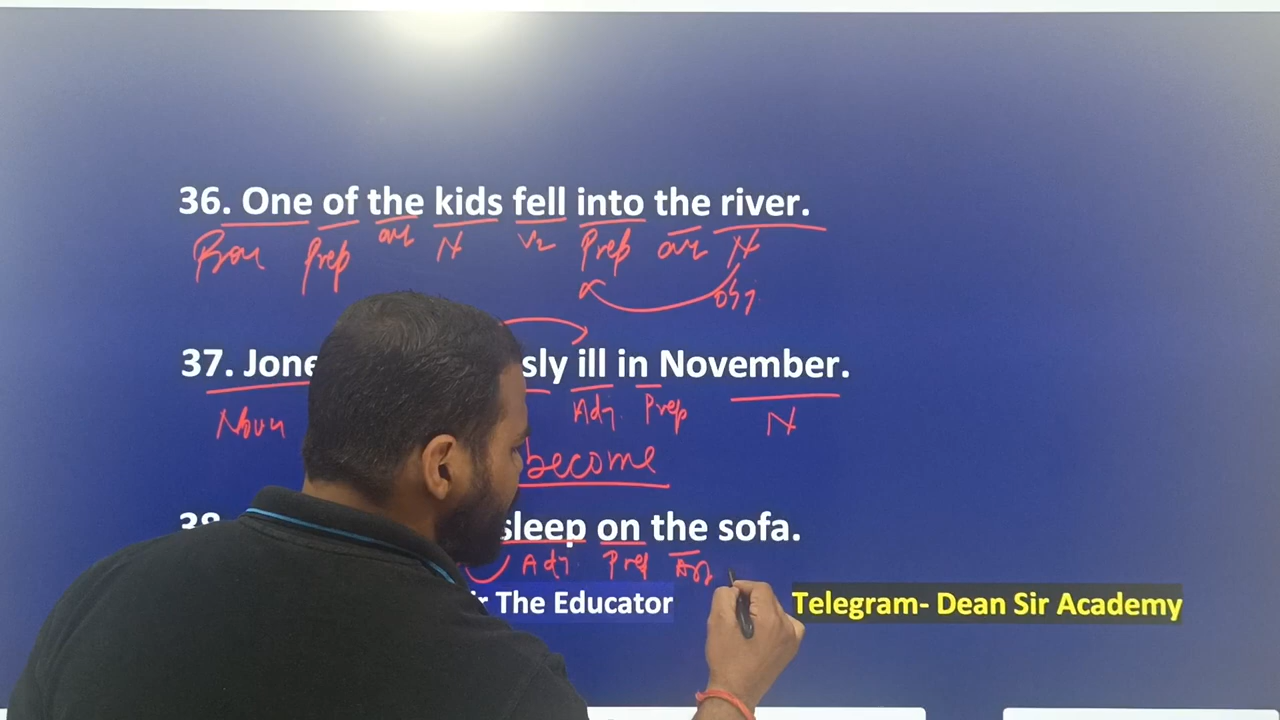 36. One of the kids fell into the river.
Pron Prep art N V2 Prep art N
obj
37. Jone sly ill in November.
Noun Adj. Prep N
become
38 sleep on the sofa.
Adj. Prep Art
ir The Educator
Telegram- Dean Sir Academy